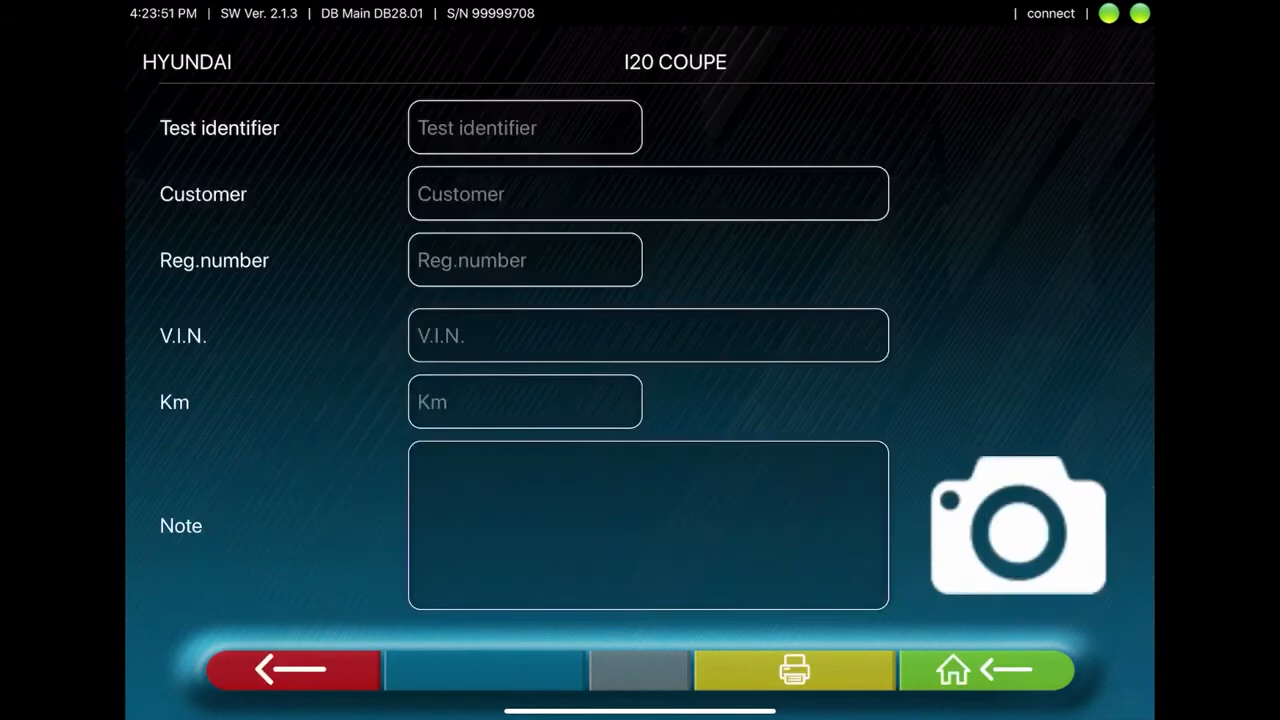 4:23:51 PM | SW Ver. 2.1.3 | DB Main DB28.01 | S/N 99999708 | connect |
HYUNDAI I20 COUPE
Test identifier Test identifier
Customer Customer
Reg.number Reg.number
V.I.N. V.I.N.
Km Km
Note